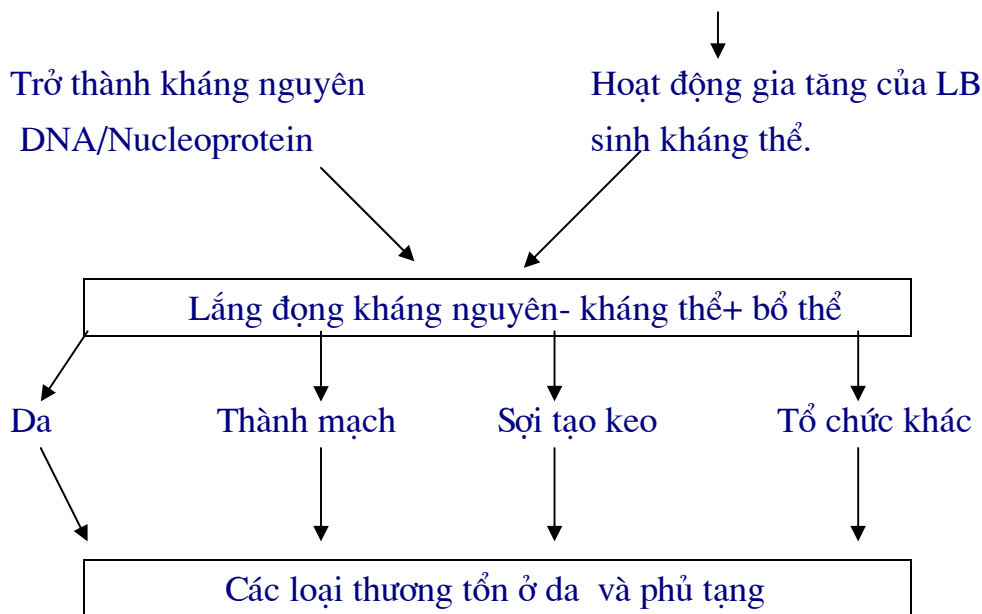 Trở thành kháng nguyên
DNA/Nucleoprotein
Hoạt động gia tăng của LB
sinh kháng thể.
Lắng đọng kháng nguyên- kháng thể+ bổ thể
Da
Thành mạch
Sợi tạo keo
Tổ chức khác
Các loại thương tổn ở da và phủ tạng